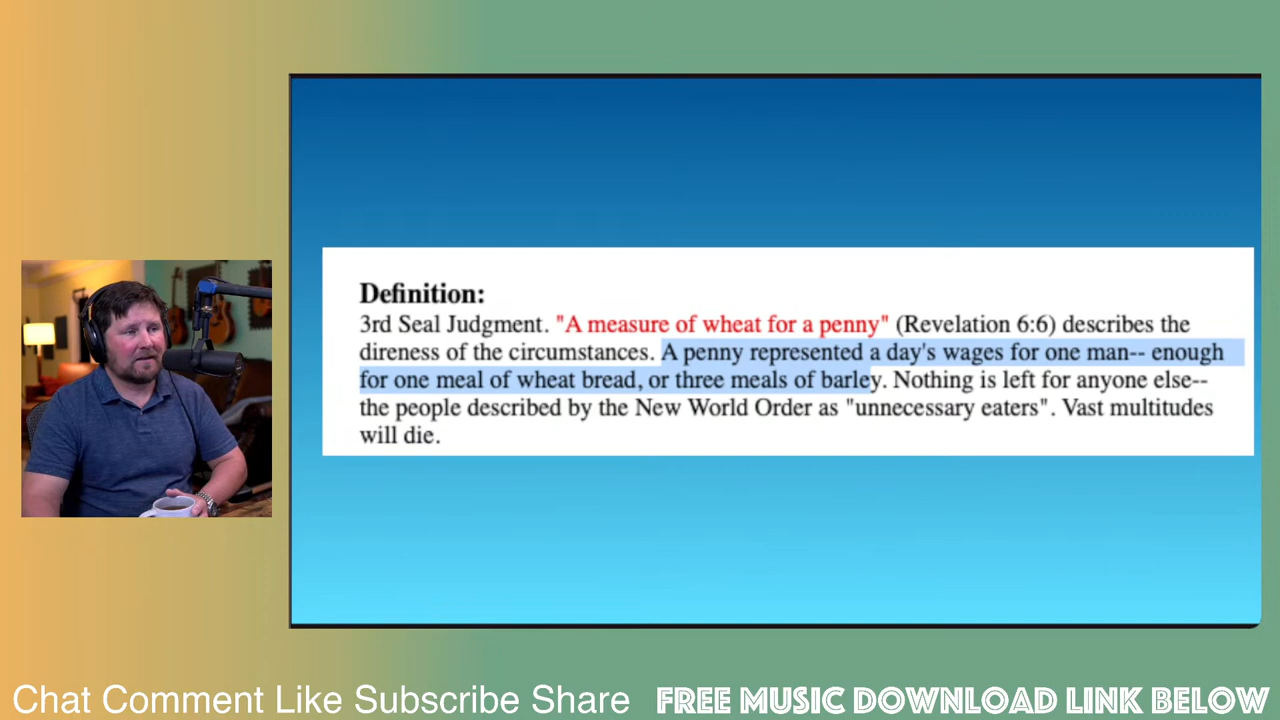 Definition:
3rd Seal Judgment. "A measure of wheat for a penny" (Revelation 6:6) describes the
direness of the circumstances. A penny represented a day's wages for one man-- enough
for one meal of wheat bread, or three meals of barley. Nothing is left for anyone else--
the people described by the New World Order as "unnecessary eaters". Vast multitudes
will die.
Chat Comment Like Subscribe Share
FREE MUSIC DOWNLOAD LINK BELOW